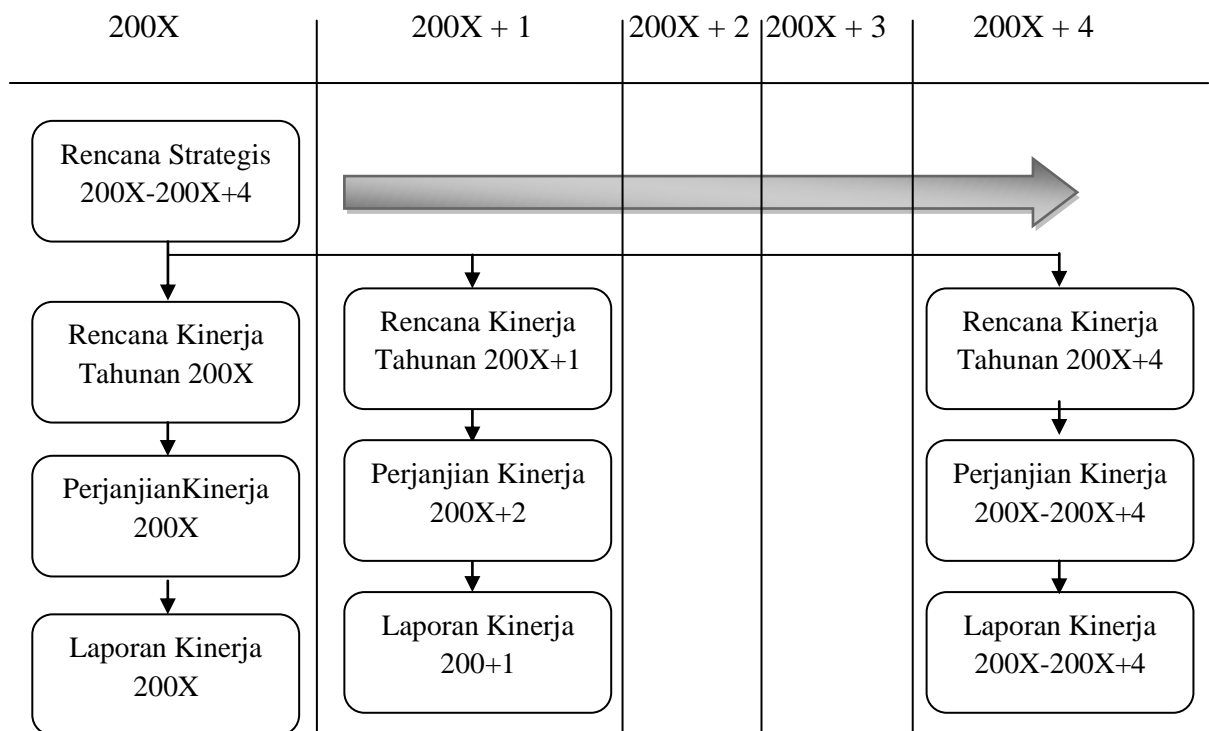 200X
200X + 1
200X + 2
200X + 3
200X + 4
Rencana Strategis
200X-200X+4
Rencana Kinerja
Tahunan 200X
Rencana Kinerja
Tahunan 200X+1
Rencana Kinerja
Tahunan 200X+4
PerjanjianKinerja
200X
Perjanjian Kinerja
200X+2
Perjanjian Kinerja
200X-200X+4
Laporan Kinerja
200X
Laporan Kinerja
200+1
Laporan Kinerja
200X-200X+4